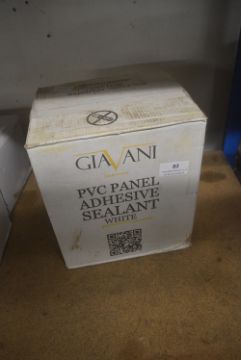 GIAVANI
PVC PANEL
ADHESIVE
SEALANT
WHITE